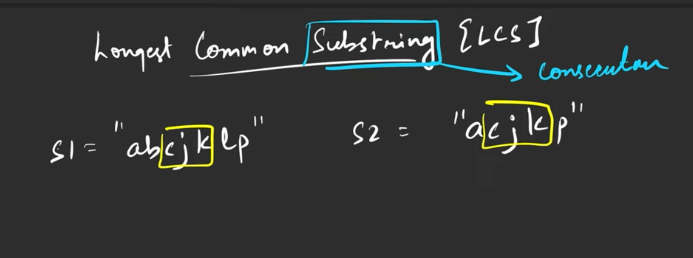 Longest Common Substring [LCS]
consecutive
S1 = "abcjklp" S2 = "acjkp"